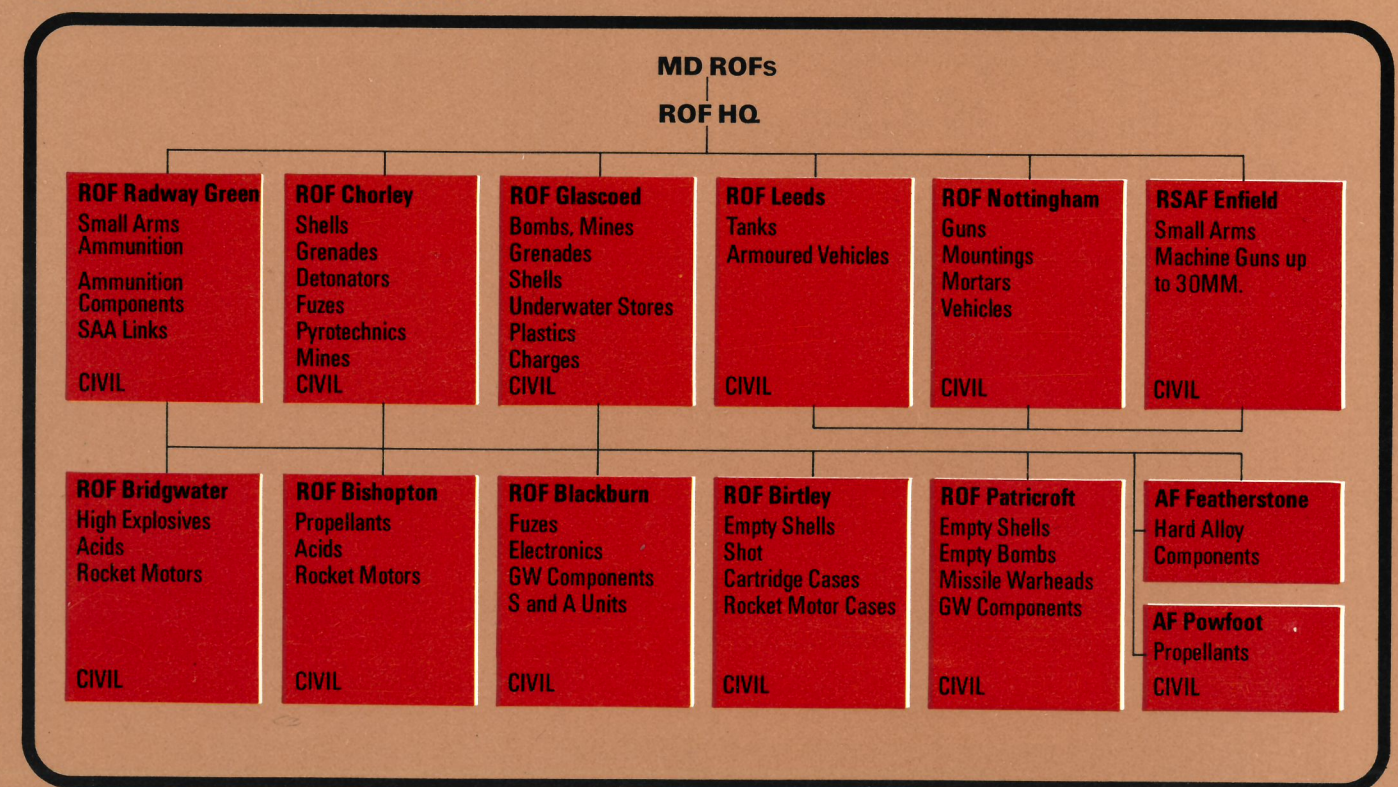 MD ROFs
ROF HQ
ROF Radway Green
Small Arms
Ammunition
Ammunition
Components
SAA Links
CIVIL
ROF Chorley
Shells
Grenades
Detonators
Fuzes
Pyrotechnics
Mines
CIVIL
ROF Glascoed
Bombs, Mines
Grenades
Shells
Underwater Stores
Plastics
Charges
CIVIL
ROF Leeds
Tanks
Armoured Vehicles
CIVIL
ROF Nottingham
Guns
Mountings
Mortars
Vehicles
CIVIL
RSAF Enfield
Small Arms
Machine Guns up
to 30MM.
CIVIL
ROF Bridgwater
High Explosives
Acids
Rocket Motors
CIVIL
ROF Bishopton
Propellants
Acids
Rocket Motors
CIVIL
ROF Blackburn
Fuzes
Electronics
GW Components
S and A Units
CIVIL
ROF Birtley
Empty Shells
Shot
Cartridge Cases
Rocket Motor Cases
CIVIL
ROF Patricroft
Empty Shells
Empty Bombs
Missile Warheads
GW Components
CIVIL
AF Featherstone
Hard Alloy
Components
AF Powfoot
Propellants
CIVIL